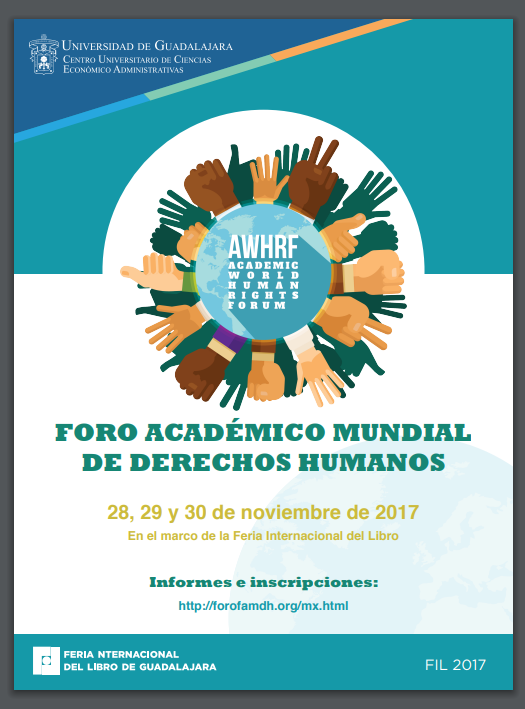 UNIVERSIDAD DE GUADALAJARA
CENTRO UNIVERSITARIO DE CIENCIAS
ECONÓMICO ADMINISTRATIVAS
AWHRF
ACADEMIC
WORLD
HUMAN
RIGHTS
FORUM
FORO ACADÉMICO MUNDIAL
DE DERECHOS HUMANOS
28, 29 y 30 de noviembre de 2017
En el marco de la Feria Internacional del Libro
Informes e inscripciones:
http://forofamdh.org/mx.html
FERIA NTERNACIONAL
DEL LIBRO DE GUADALAJARA
FIL 2017